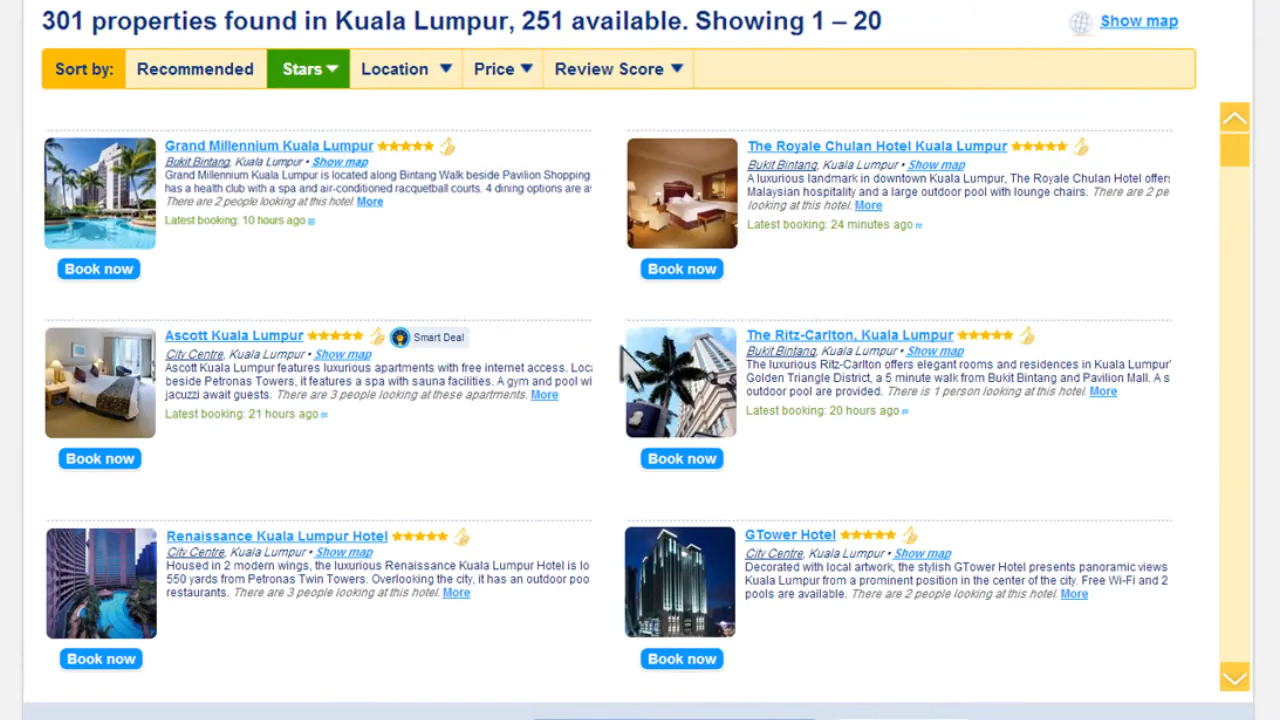 301 properties found in Kuala Lumpur, 251 available. Showing 1 – 20
Show map
Sort by: Recommended Stars Location Price Review Score
Grand Millennium Kuala Lumpur
Bukit Bintang, Kuala Lumpur • Show map
Grand Millennium Kuala Lumpur is located along Bintang Walk beside Pavilion Shopping
has a health club with a spa and air-conditioned racquetball courts. 4 dining options are
There are 2 people looking at this hotel. More
Latest booking: 10 hours ago
Book now
The Royale Chulan Hotel Kuala Lumpur
Bukit Bintang, Kuala Lumpur • Show map
A luxurious landmark in downtown Kuala Lumpur, The Royale Chulan Hotel offers
Malaysian hospitality and a large outdoor pool with lounge chairs. There are 2 pe
looking at this hotel. More
Latest booking: 24 minutes ago
Book now
Ascott Kuala Lumpur
Smart Deal
City Centre, Kuala Lumpur • Show map
Ascott Kuala Lumpur features luxurious apartments with free internet access. Loc
beside Petronas Towers, it features a spa with sauna facilities. A gym and pool wi
jacuzzi await guests. There are 3 people looking at these apartments. More
Latest booking: 21 hours ago
Book now
The Ritz-Carlton, Kuala Lumpur
Bukit Bintang, Kuala Lumpur • Show map
The luxurious Ritz-Carlton offers elegant rooms and residences in Kuala Lumpur'
Golden Triangle District, a 5 minute walk from Bukit Bintang and Pavilion Mall. A s
outdoor pool are provided. There is 1 person looking at this hotel. More
Latest booking: 20 hours ago
Book now
Renaissance Kuala Lumpur Hotel
City Centre, Kuala Lumpur • Show map
Housed in 2 modern wings, the luxurious Renaissance Kuala Lumpur Hotel is lo
550 yards from Petronas Twin Towers. Overlooking the city, it has an outdoor poo
restaurants. There are 3 people looking at this hotel. More
Book now
GTower Hotel
City Centre, Kuala Lumpur • Show map
Decorated with local artwork, the stylish GTower Hotel presents panoramic views
Kuala Lumpur from a prominent position in the center of the city. Free Wi-Fi and 2
pools are available. There are 2 people looking at this hotel. More
Book now